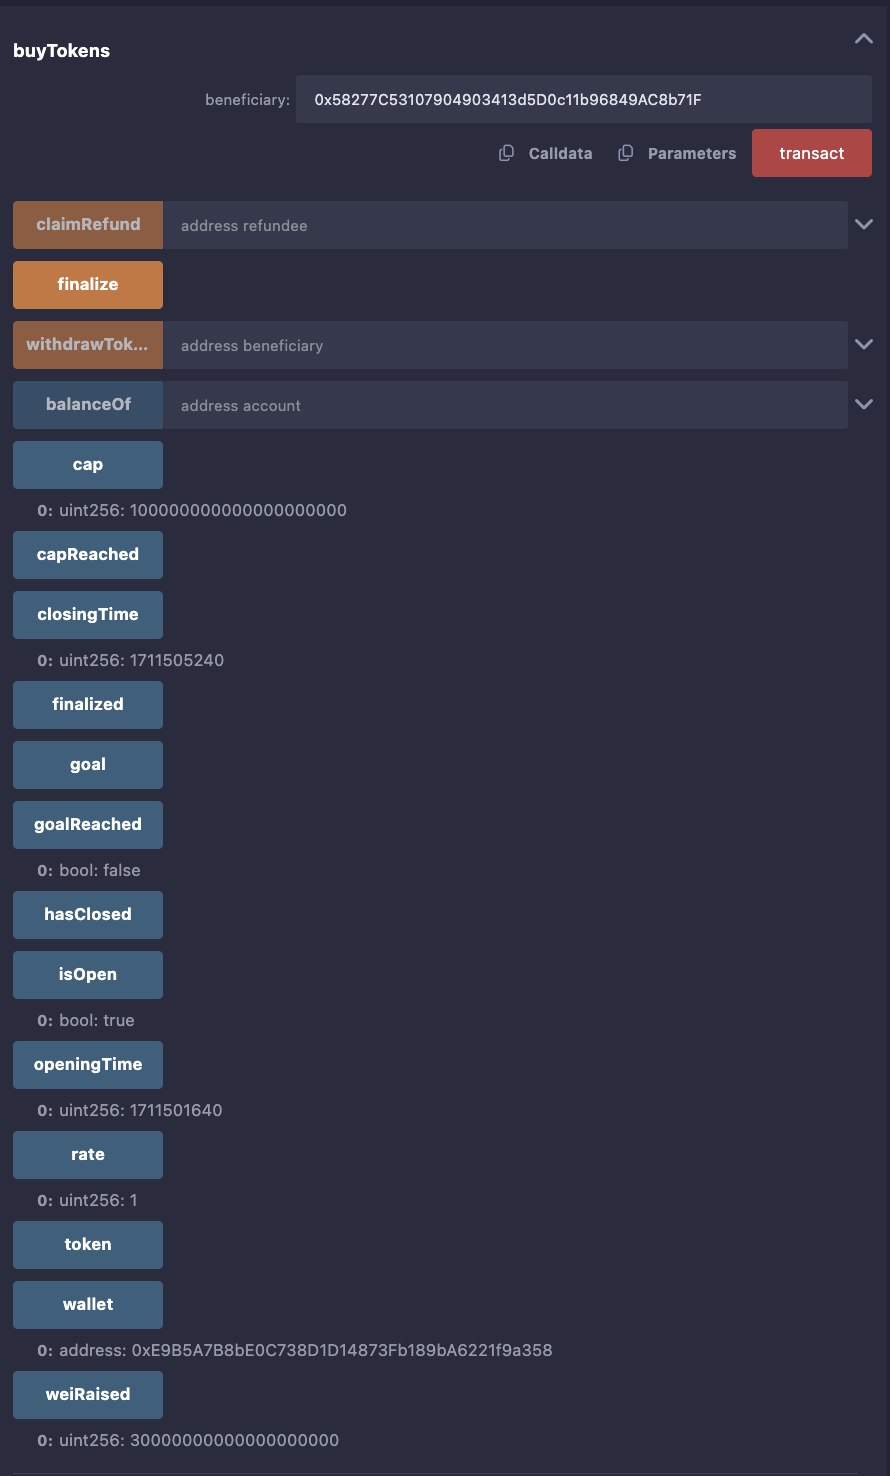 buyTokens
beneficiary: 0x58277C53107904903413d5D0c11b96849AC8b71F
Calldata Parameters transact
claimRefund address refundee
finalize
withdrawTok... address beneficiary
balanceOf address account
cap
0: uint256: 100000000000000000000
capReached
closingTime
0: uint256: 1711505240
finalized
goal
goalReached
0: bool: false
hasClosed
isOpen
0: bool: true
openingTime
0: uint256: 1711501640
rate
0: uint256: 1
token
wallet
0: address: 0xE9B5A7B8bE0C738D1D14873Fb189bA6221f9a358
weiRaised
0: uint256: 30000000000000000000